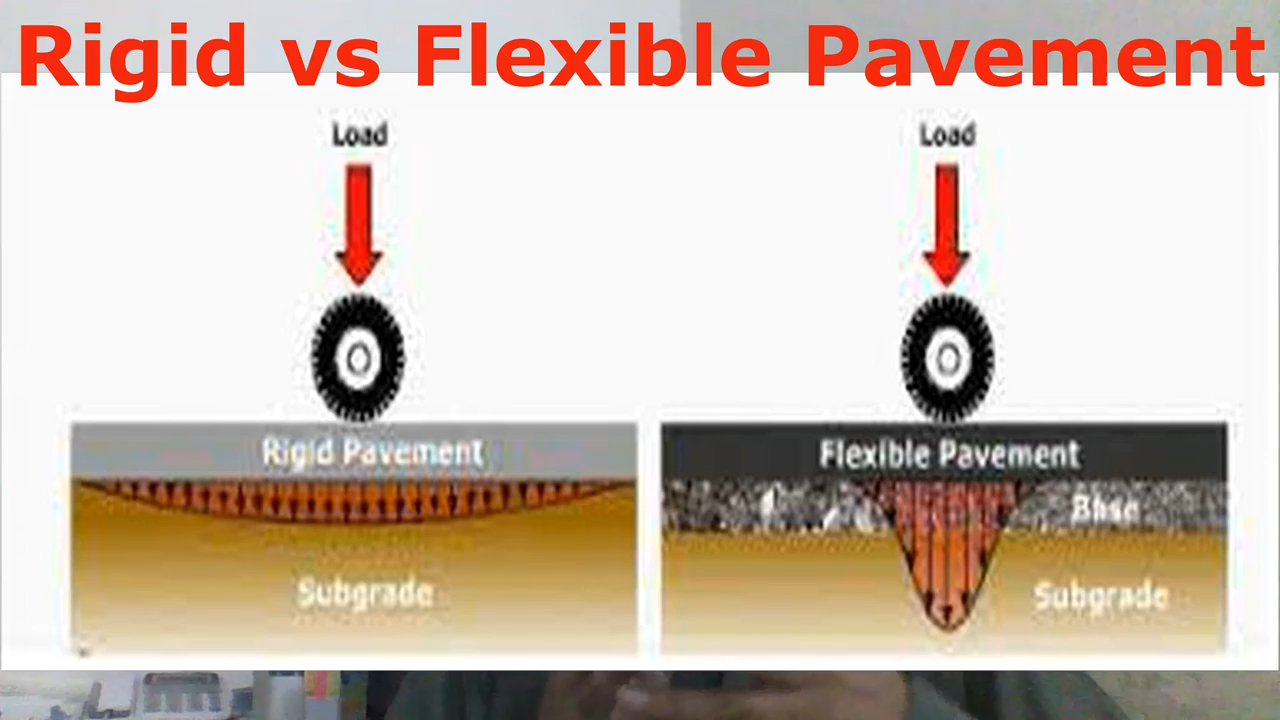 Rigid vs Flexible Pavement
Load
Load
Rigid Pavement
Flexible Pavement
Base
Subgrade
Subgrade